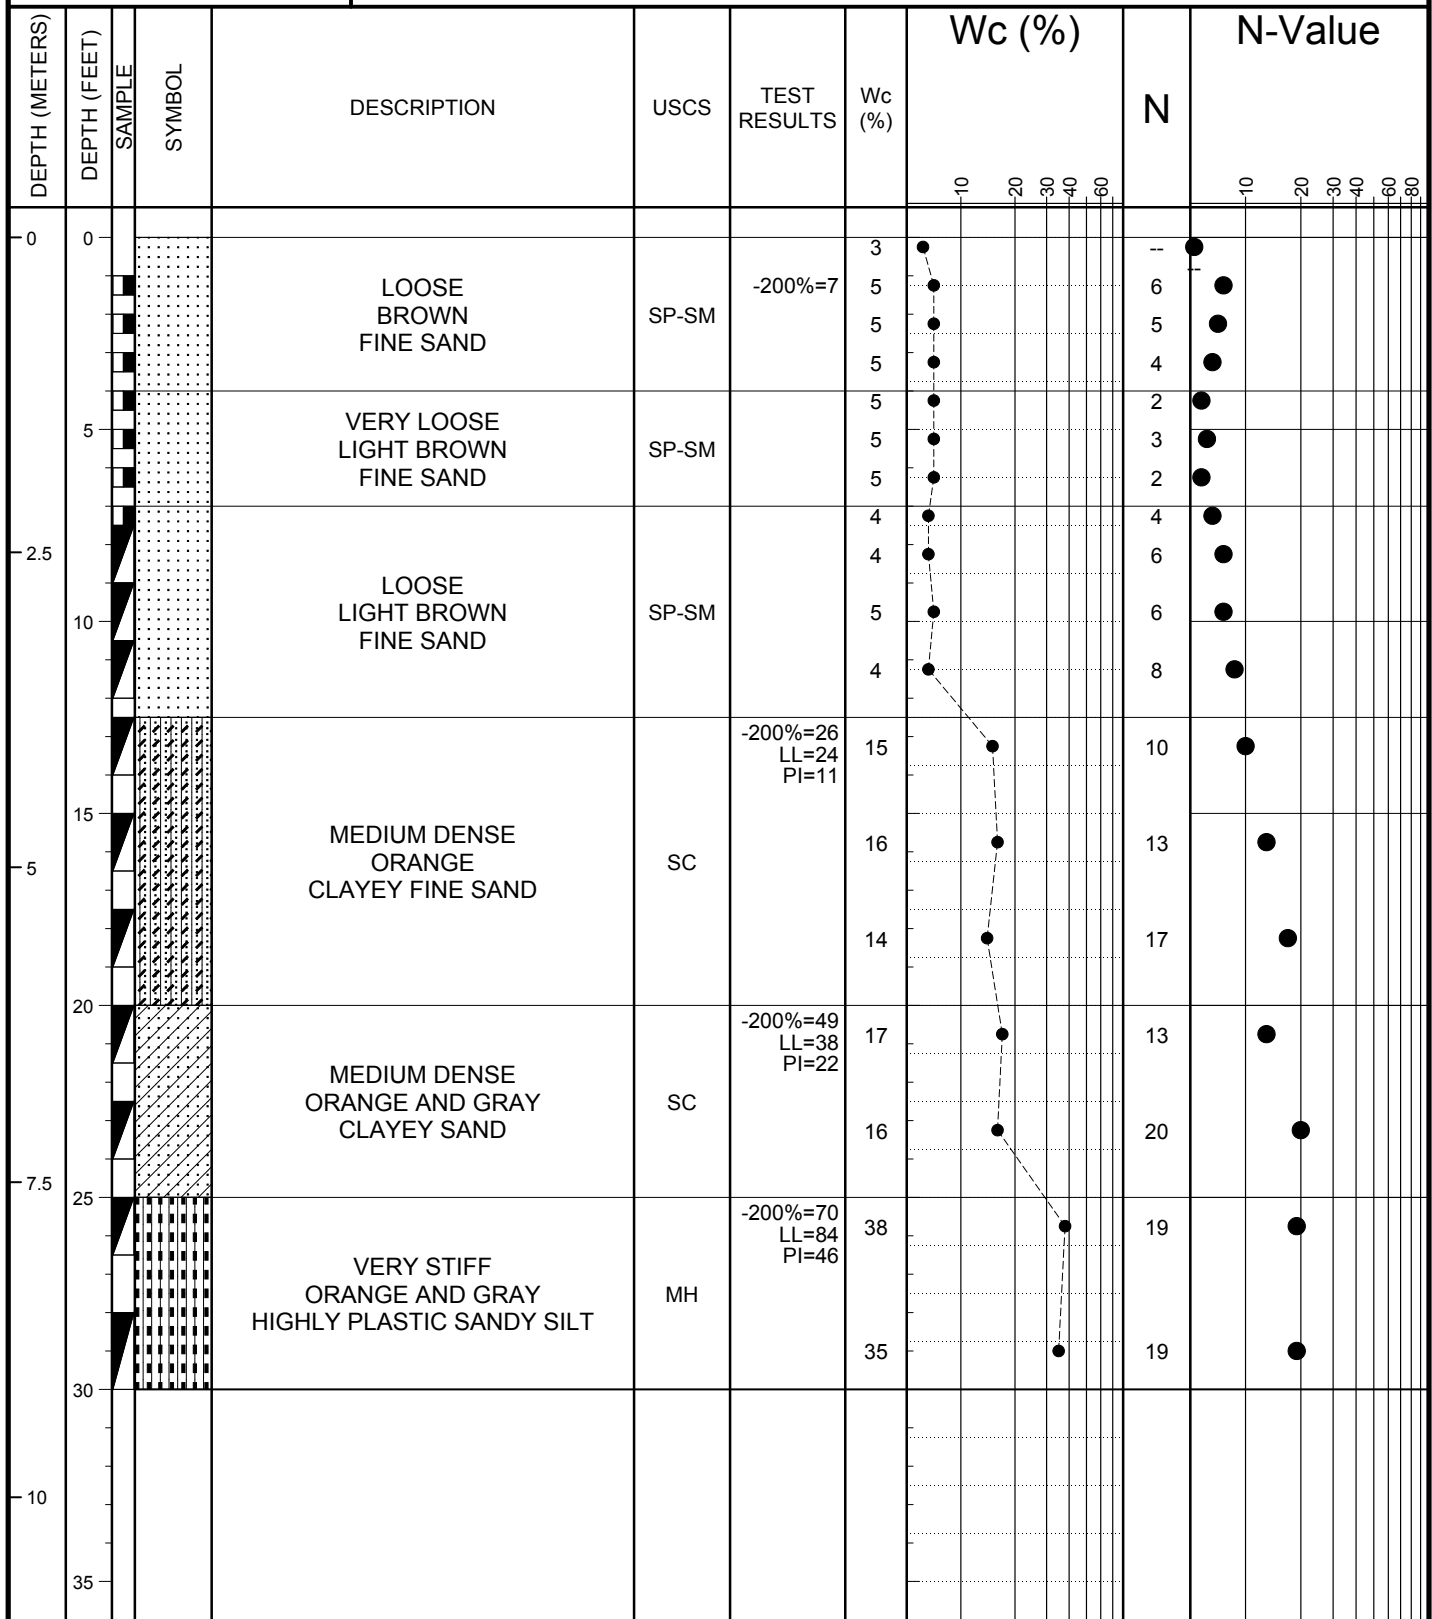 DEPTH (METERS)
DEPTH (FEET)
SAMPLE
SYMBOL
DESCRIPTION
USCS
TEST
RESULTS
Wc
(%)
Wc (%)
10 20 30 40 60
N
N-Value
10 20 30 40 60 80
0 0
3 --
--
LOOSE
BROWN
FINE SAND
SP-SM
-200%=7
5 6
5 5
5 4
VERY LOOSE
LIGHT BROWN
FINE SAND
SP-SM
5 2
5
5 3
5 2
LOOSE
LIGHT BROWN
FINE SAND
SP-SM
4 4
2.5
4 6
10
5 6
4 8
MEDIUM DENSE
ORANGE
CLAYEY FINE SAND
SC
-200%=26
LL=24
PI=11
15 10
15
16 13
5
14 17
20
MEDIUM DENSE
ORANGE AND GRAY
CLAYEY SAND
SC
-200%=49
LL=38
PI=22
17 13
16 20
7.5
25
VERY STIFF
ORANGE AND GRAY
HIGHLY PLASTIC SANDY SILT
MH
-200%=70
LL=84
PI=46
38 19
35 19
30
10
35